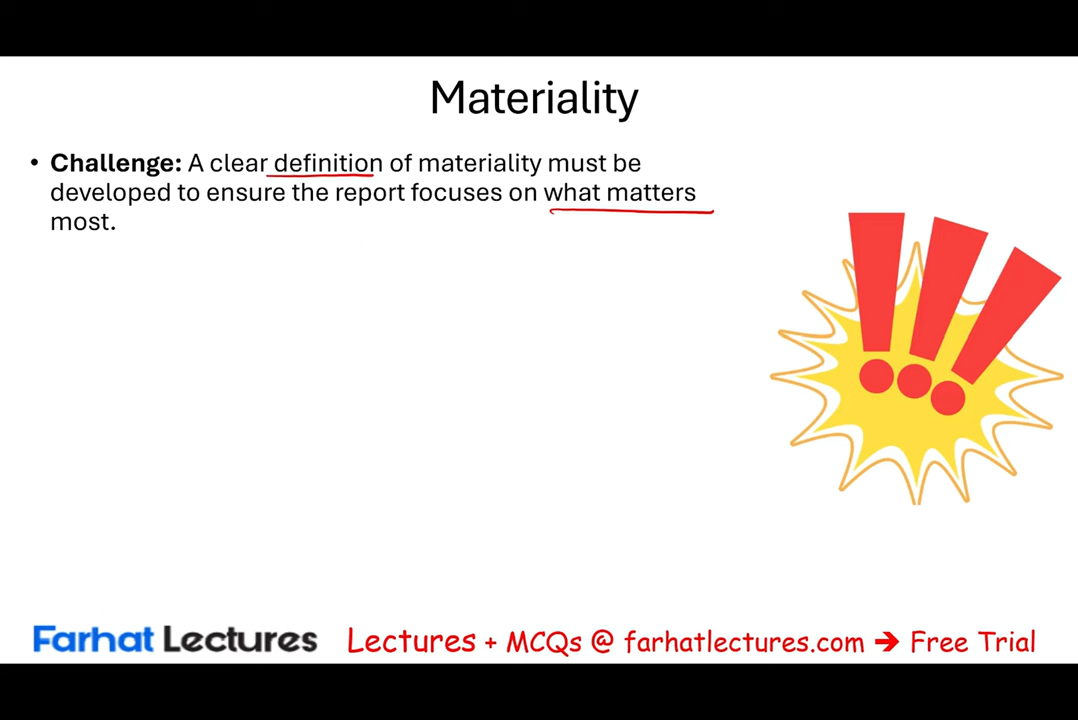 Materiality
• Challenge: A clear definition of materiality must be
developed to ensure the report focuses on what matters
most.
!!!
Farhat Lectures
Lectures + MCQs @ farhatlectures.com → Free Trial